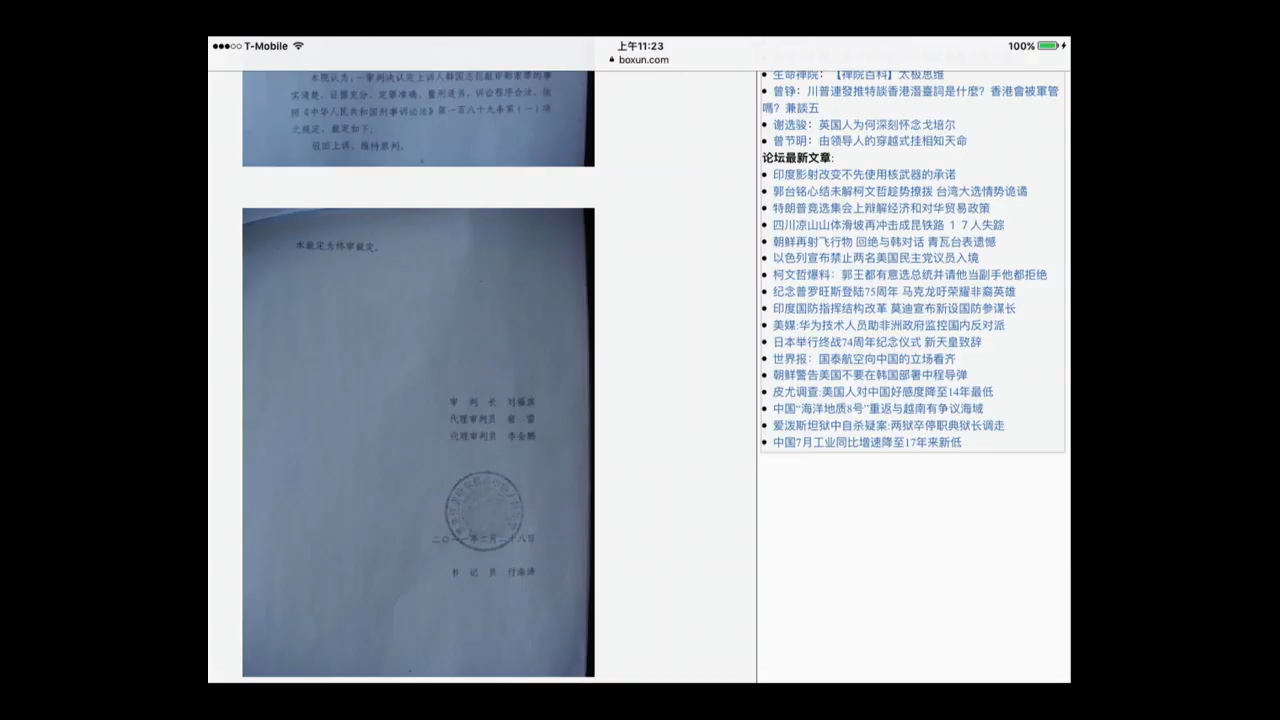 T-Mobile
上午11:23
100%
boxun.com
本院认为,一审判决认定上诉人韩国志犯敲诈勒索罪的事
实清楚,证据充分,定罪准确,量刑适当,诉讼程序合法。依
照《中华人民共和国刑事诉讼法》第一百八十九条第(一)项
之规定,裁定如下:
驳回上诉,维持原判。
本裁定为终审裁定。
审 判 长
代理审判员
代理审判员 李金鹏
二〇一一年二月二十八日
书 记 员 付海涛
生命禅院:【禅院百科】太极思维
曾铮:川普連發推特談香港潛臺詞是什麼?香港會被軍管
嗎?兼談五
谢选骏:英国人为何深刻怀念戈培尔
曾节明:由领导人的穿越式挂相知天命
论坛最新文章:
印度影射改变不先使用核武器的承诺
郭台铭心结未解柯文哲趁势撩拨 台湾大选情势诡谲
特朗普竞选集会上辩解经济和对华贸易政策
四川凉山山体滑坡再冲击成昆铁路 17人失踪
朝鲜再射飞行物 回绝与韩对话 青瓦台表遗憾
以色列宣布禁止两名美国民主党议员入境
柯文哲爆料:郭王都有意选总统并请他当副手他都拒绝
纪念普罗旺斯登陆75周年 马克龙吁荣耀非裔英雄
印度国防指挥结构改革 莫迪宣布新设国防参谋长
美媒:华为技术人员助非洲政府监控国内反对派
日本举行终战74周年纪念仪式 新天皇致辞
世界报:国泰航空向中国的立场看齐
朝鲜警告美国不要在韩国部署中程导弹
皮尤调查:美国人对中国好感度降至14年最低
中国“海洋地质8号”重返与越南有争议海域
爱泼斯坦狱中自杀疑案:两狱卒停职典狱长调走
中国7月工业同比增速降至17年来新低